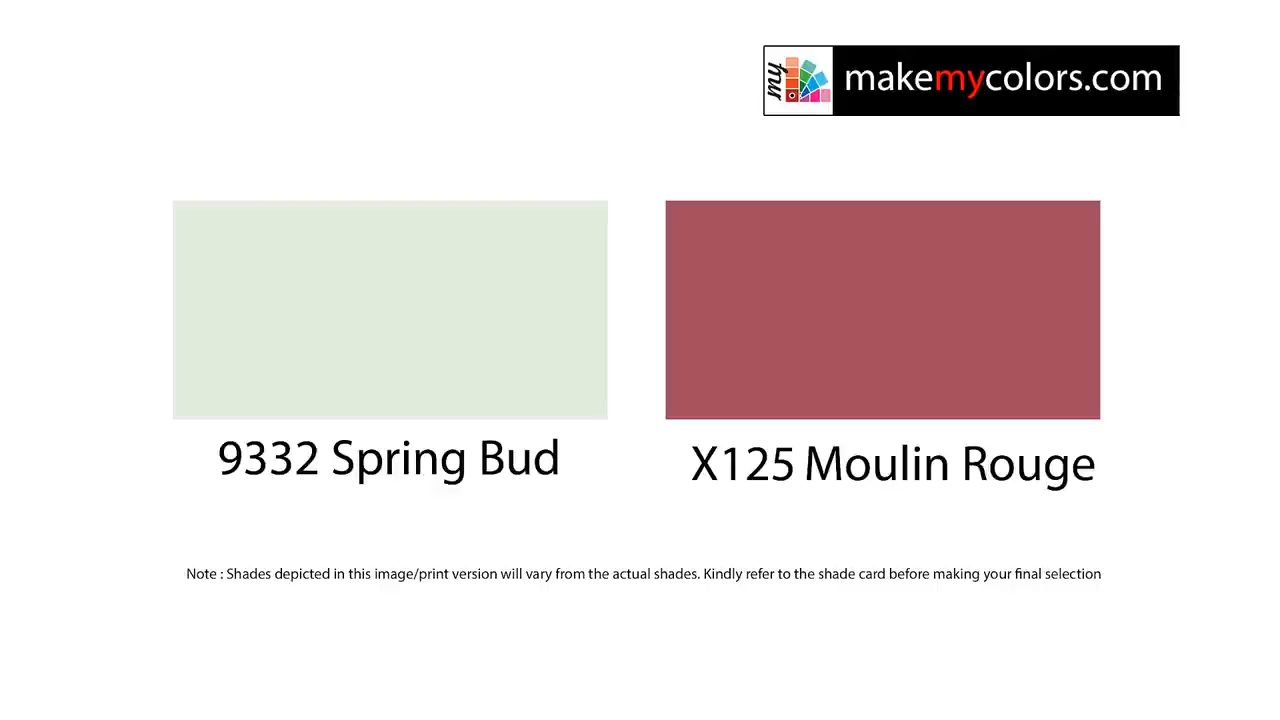 my
makemycolors.com
9332 Spring Bud
X125 Moulin Rouge
Note : Shades depicted in this image/print version will vary from the actual shades. Kindly refer to the shade card before making your final selection